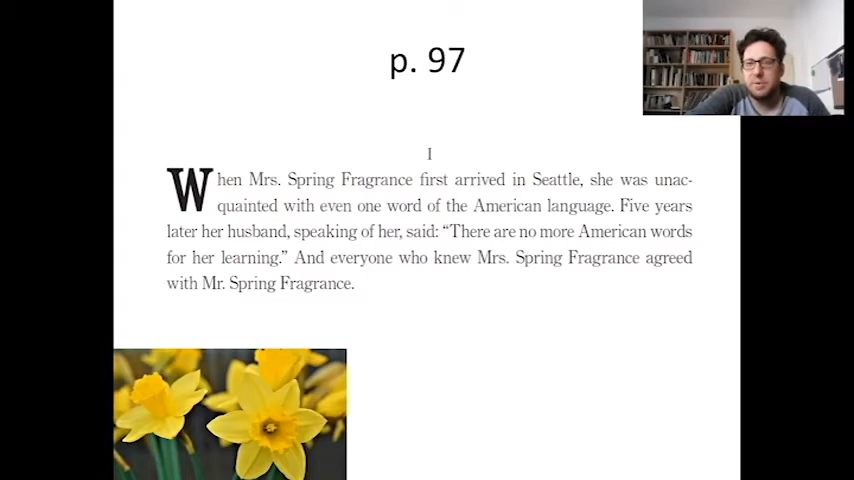 p. 97
I
When Mrs. Spring Fragrance first arrived in Seattle, she was unac-
quainted with even one word of the American language. Five years
later her husband, speaking of her, said: “There are no more American words
for her learning.” And everyone who knew Mrs. Spring Fragrance agreed
with Mr. Spring Fragrance.